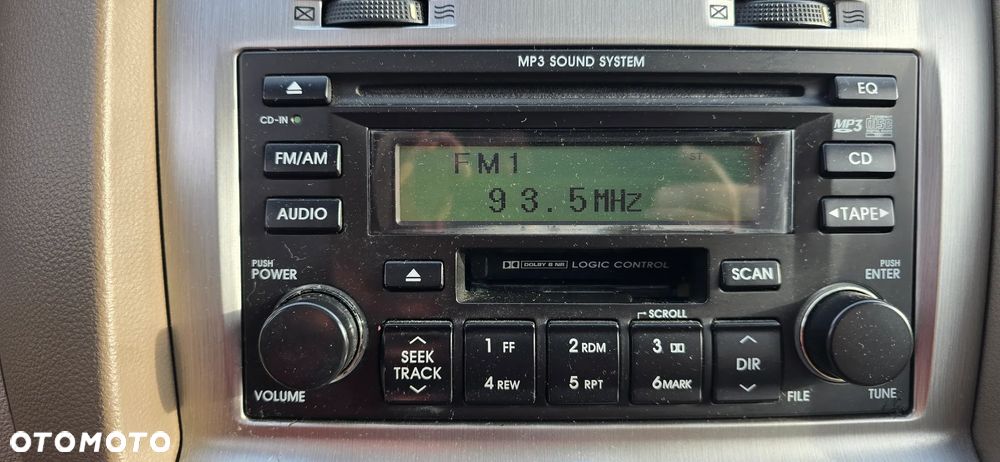 MP3 SOUND SYSTEM
EQ
CD-IN
MP3
FM/AM
FM1
ST
CD
93.5MHz
AUDIO
◄TAPE►
PUSH
POWER
DOLBY B NR LOGIC CONTROL
SCAN
PUSH
ENTER
SCROLL
SEEK
TRACK
1 FF
2 RDM
3
DIR
4 REW
5 RPT
6 MARK
VOLUME
FILE
TUNE
OTOMOTO